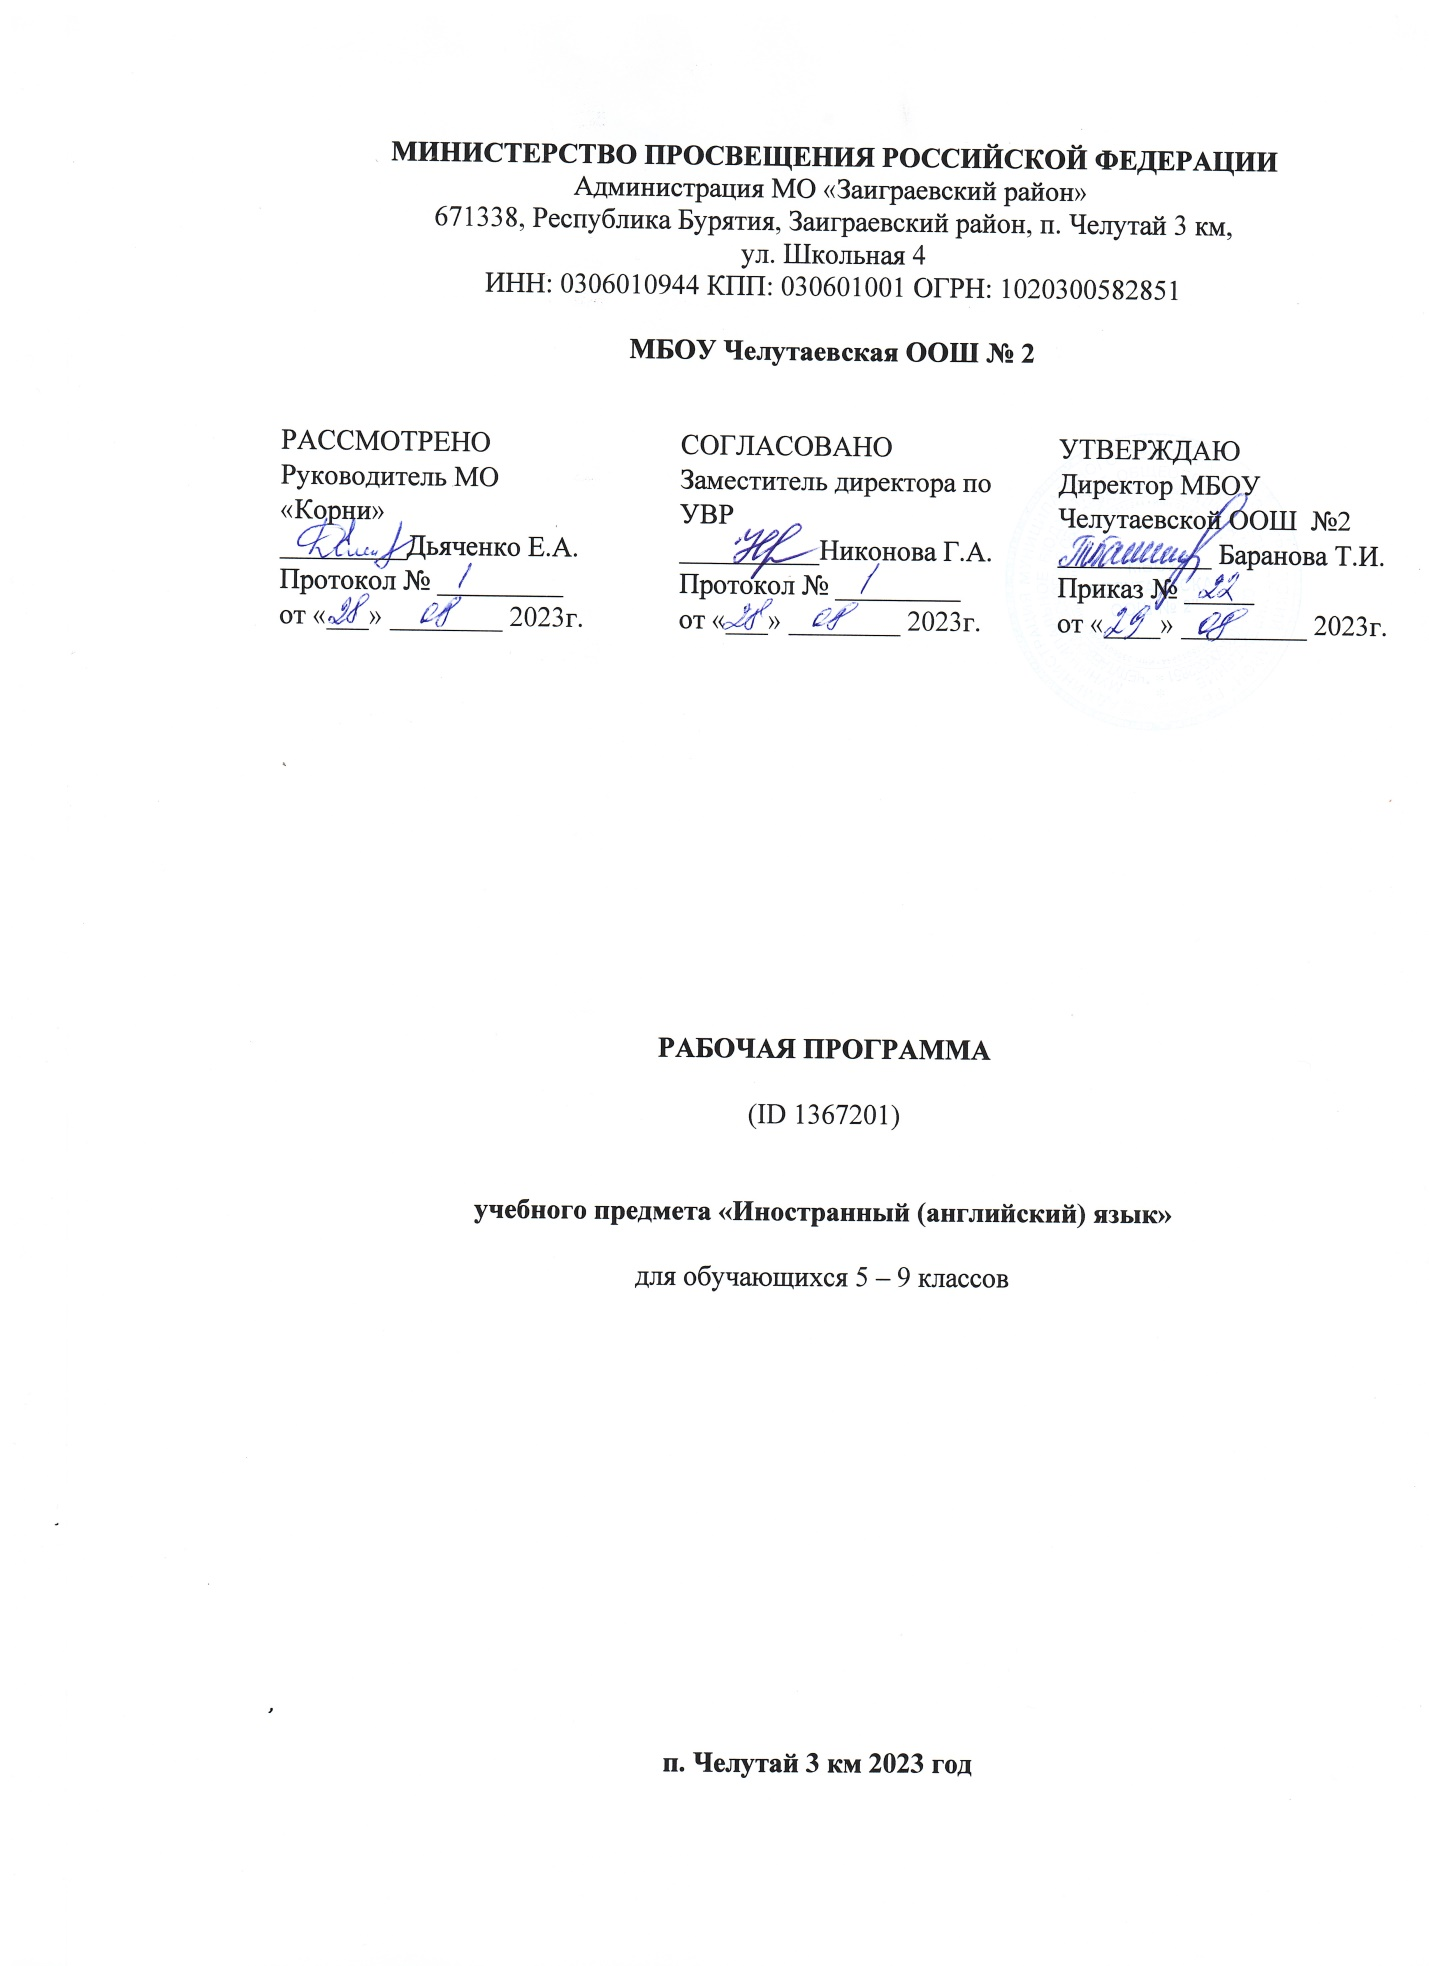 МИНИСТЕРСТВО ПРОСВЕЩЕНИЯ РОССИЙСКОЙ ФЕДЕРАЦИИ
Администрация МО «Заиграевский район»
671338, Республика Бурятия, Заиграевский район, п. Челутай 3 км,
ул. Школьная 4
ИНН: 0306010944 КПП: 030601001 ОГРН: 1020300582851
МБОУ Челутаевская ООШ № 2
РАССМОТРЕНО
Руководитель МО
«Корни»
Дьяченко Е.А.
Протокол № 1
от «28» 08 2023г.
СОГЛАСОВАНО
Заместитель директора по
УВР
Никонова Г.А.
Протокол № 1
от «28» 08 2023г.
УТВЕРЖДАЮ
Директор МБОУ
Челутаевской ООШ №2
Баранова Т.И.
Приказ № 22
от «29» 08 2023г.
РАБОЧАЯ ПРОГРАММА
(ID 1367201)
учебного предмета «Иностранный (английский) язык»
для обучающихся 5 – 9 классов
п. Челутай 3 км 2023 год